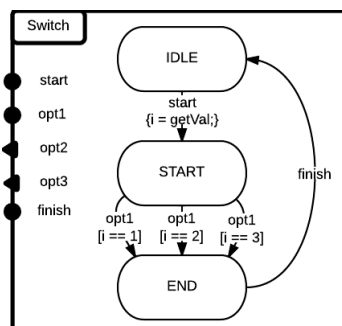 Switch
start
opt1
opt2
opt3
finish
IDLE
start
{i = getVal;}
START
opt1
[i == 1]
opt1
[i == 2]
opt1
[i == 3]
END
finish